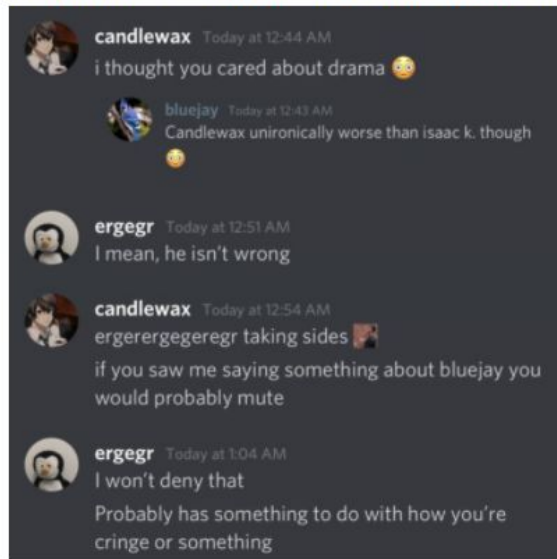 candlewax Today at 12:44 AM
i thought you cared about drama 😳
bluejay Today at 12:43 AM
Candlewax unironically worse than isaac k. though
😳
ergegr Today at 12:51 AM
I mean, he isn't wrong
candlewax Today at 12:54 AM
ergerergegeregr taking sides
if you saw me saying something about bluejay you
would probably mute
ergegr Today at 1:04 AM
I won't deny that
Probably has something to do with how you're
cringe or something